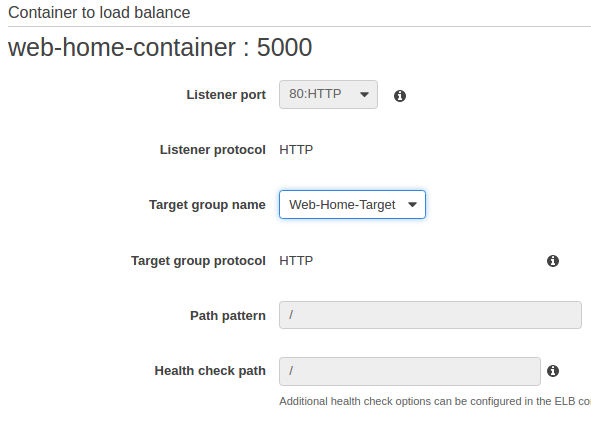 Container to load balance
web-home-container : 5000
Listener port 80:HTTP
Listener protocol HTTP
Target group name Web-Home-Target
Target group protocol HTTP
Path pattern /
Health check path /
Additional health check options can be configured in the ELB co